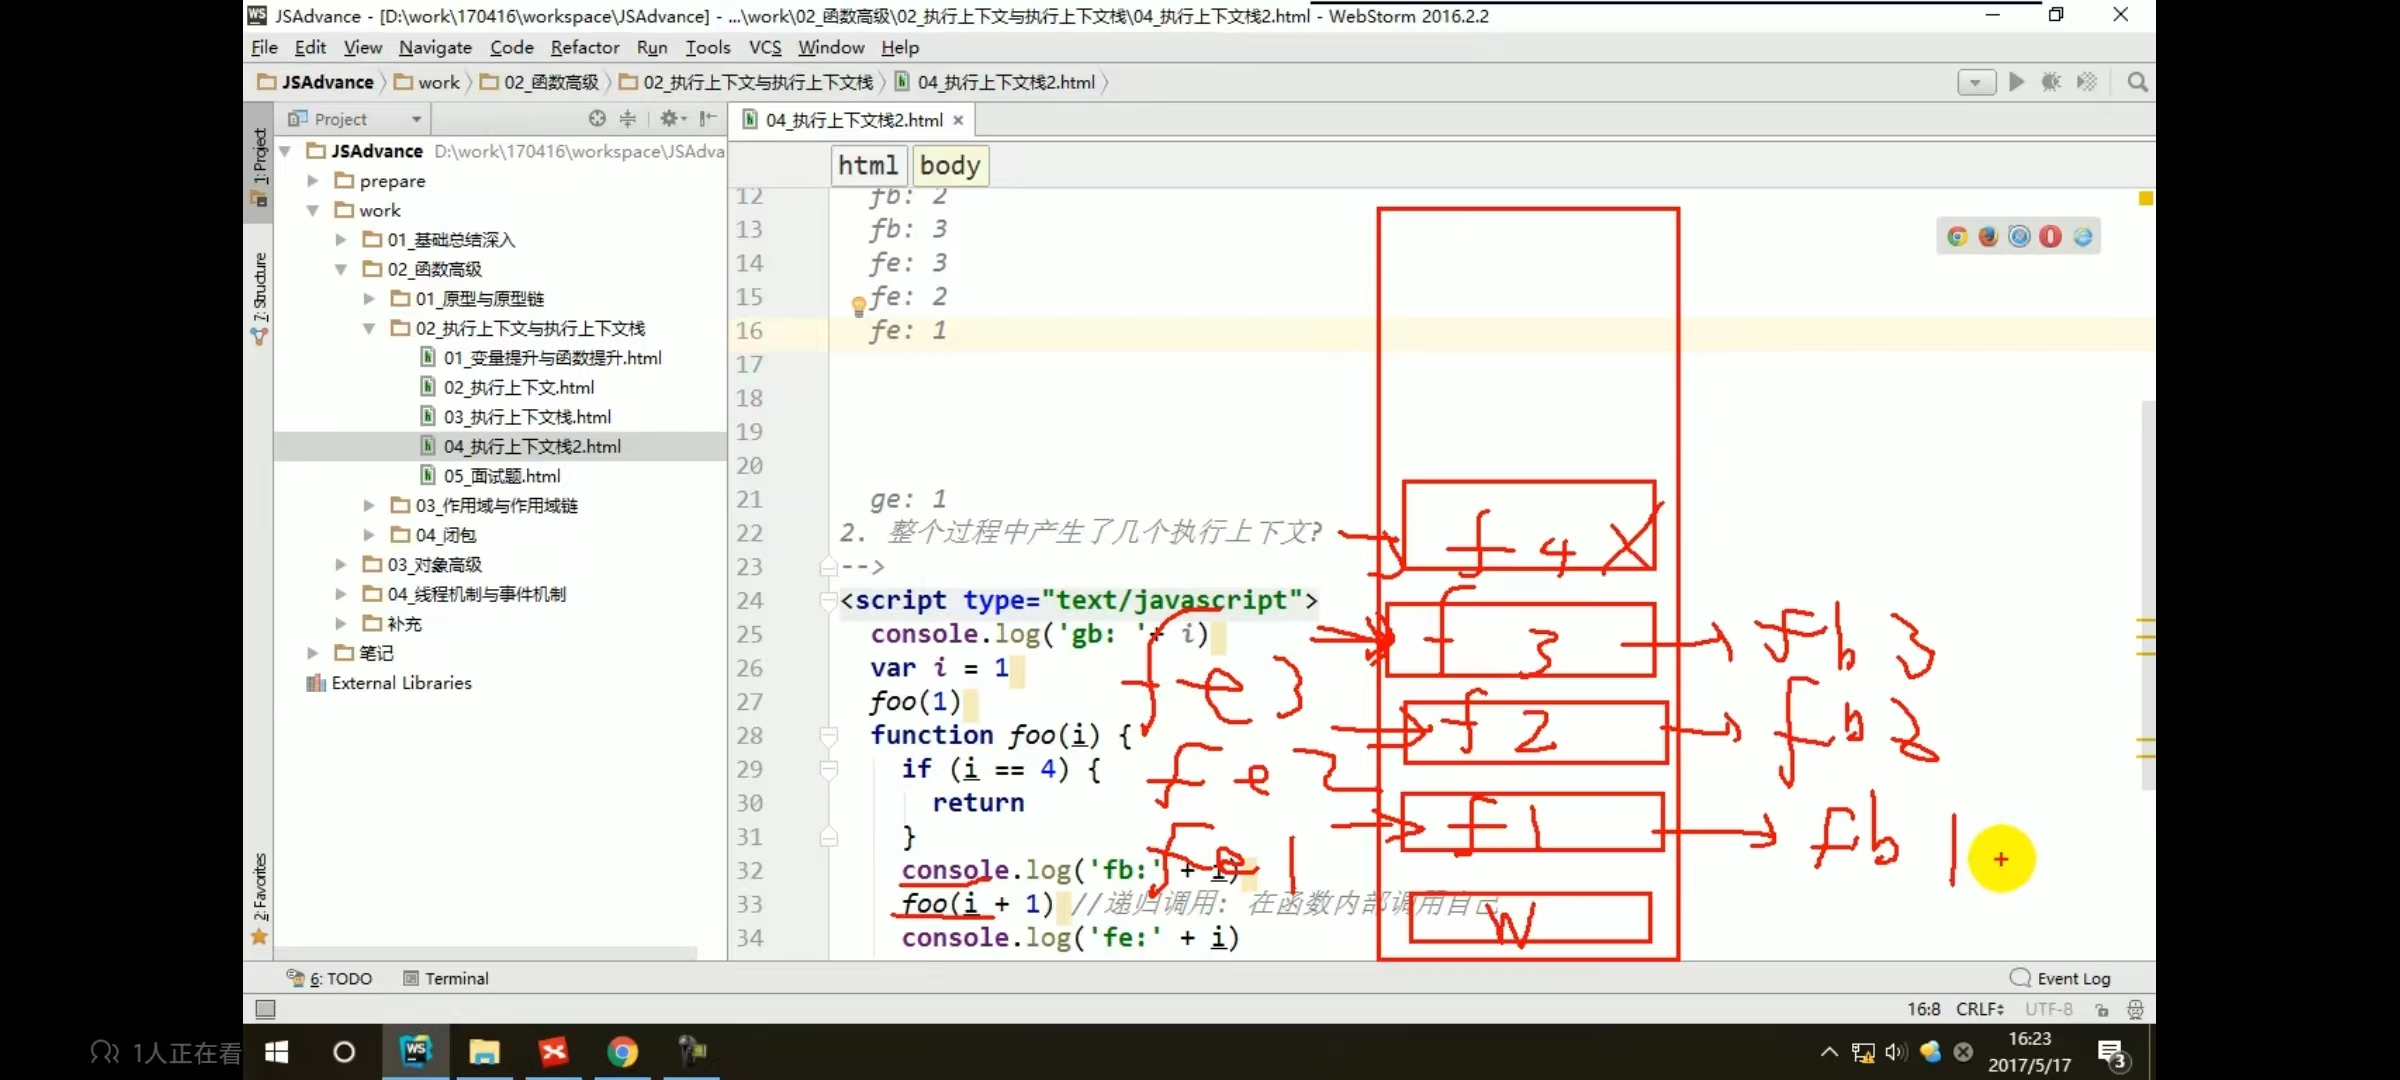 JSAdvance - [D:\work\170416\workspace\JSAdvance] - ...\work\02_函数高级\02_执行上下文与执行上下文栈\04_执行上下文栈2.html - WebStorm 2016.2.2
File Edit View Navigate Code Refactor Run Tools VCS Window Help
JSAdvance work 02_函数高级 02_执行上下文与执行上下文栈 04_执行上下文栈2.html
Project
04_执行上下文栈2.html
1: Project
7: Structure
2: Favorites
JSAdvance D:\work\170416\workspace\JSAdva
prepare
work
01_基础总结深入
02_函数高级
01_原型与原型链
02_执行上下文与执行上下文栈
01_变量提升与函数提升.html
02_执行上下文.html
03_执行上下文栈.html
04_执行上下文栈2.html
05_面试题.html
03_作用域与作用域链
04_闭包
03_对象高级
04_线程机制与事件机制
补充
笔记
External Libraries
html body
12 fb: 2
13 fb: 3
14 fe: 3
15 fe: 2
16 fe: 1
17
18
19
20
21 ge: 1
22 2. 整个过程中产生了几个执行上下文?
23 -->
24 <script type="text/javascript">
25 console.log('gb: '+ i)
26 var i = 1
27 foo(1)
28 function foo(i) {
29 if (i == 4) {
30 return
31 }
32 console.log('fb:' + i)
33 foo(i + 1) //递归调用: 在函数内部调用自己
34 console.log('fe:' + i)
f 4
f 3
f 2
f 1
W
fb 3
fb 2
fb 1
fe 3
fe 2
fe 1
6: TODO Terminal Event Log
16:8 CRLF UTF-8
1人正在看
WS
16:23
2017/5/17
3